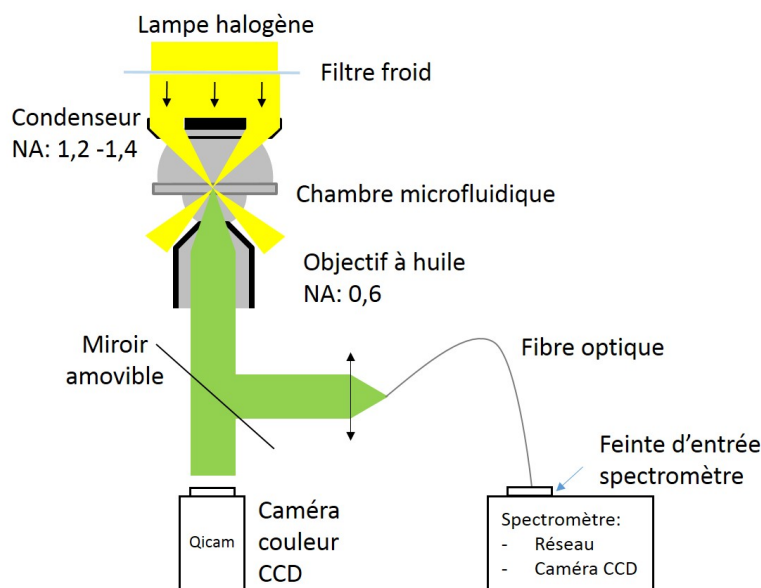 Lampe halogène
Filtre froid
Condenseur
NA: 1,2 -1,4
Chambre microfluidique
Objectif à huile
NA: 0,6
Miroir
amovible
Fibre optique
Feinte d'entrée
spectromètre
Qicam
Caméra
couleur
CCD
Spectromètre:
- Réseau
- Caméra CCD